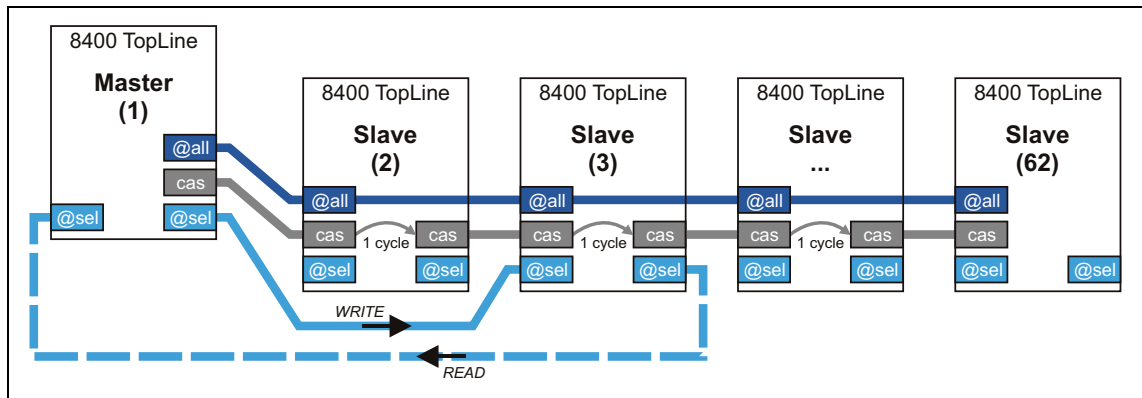 8400 TopLine
Master
(1)
@all
cas
@sel
@sel
8400 TopLine
Slave
(2)
@all
cas
1 cycle
cas
@sel
@sel
8400 TopLine
Slave
(3)
@all
cas
1 cycle
cas
@sel
@sel
8400 TopLine
Slave
...
@all
cas
1 cycle
cas
@sel
@sel
8400 TopLine
Slave
(62)
@all
cas
@sel
@sel
WRITE
READ